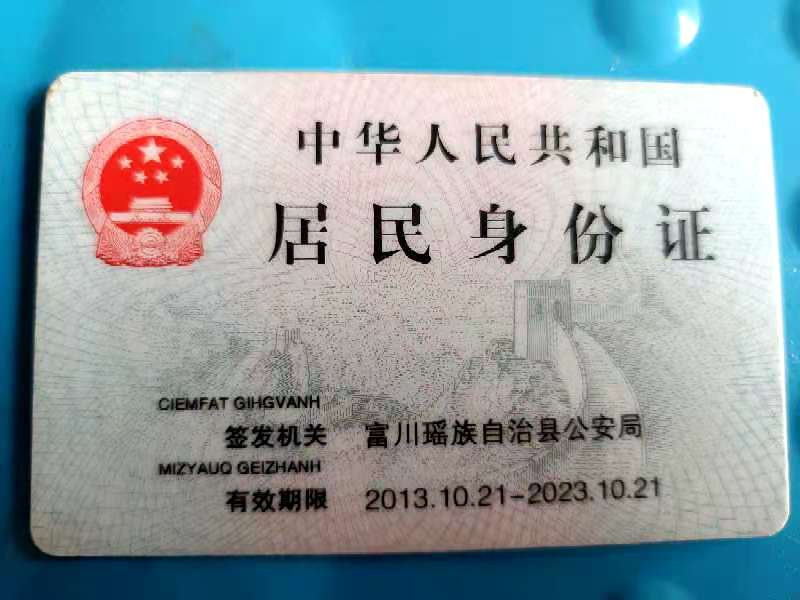 中华人民共和国
居民身份证
CIEMFAT GIHGVANH
签发机关 富川瑶族自治县公安局
MIZYAUQ GEIZHANH
有效期限 2013.10.21-2023.10.21